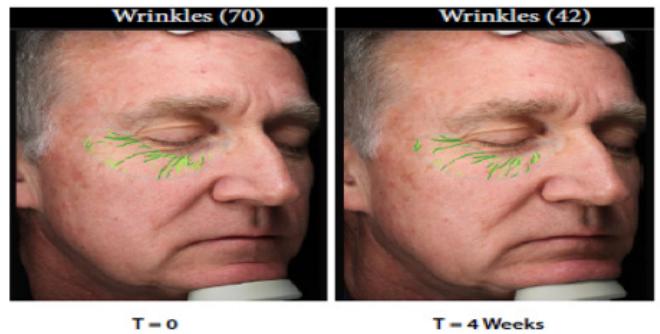 Wrinkles (70)
Wrinkles (42)
T = 0
T = 4 Weeks